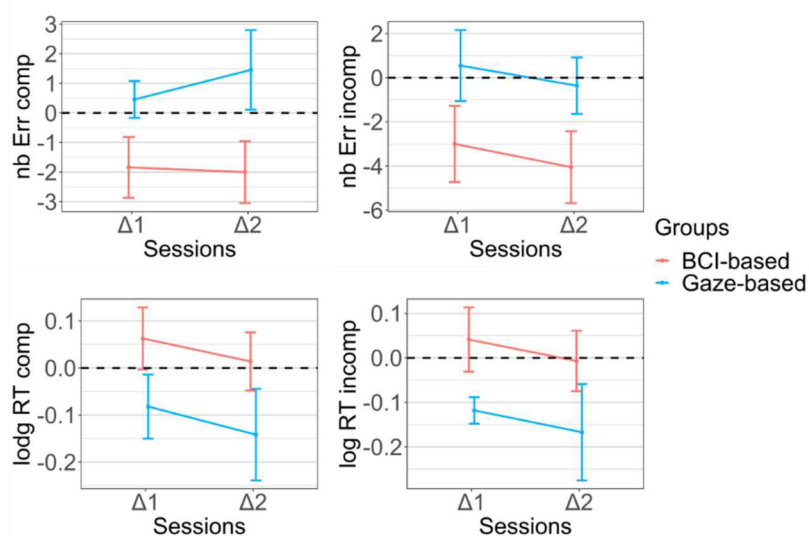 nb Err comp
3
2
1
0
-1
-2
-3
Δ1 Δ2
Sessions
nb Err incomp
2
0
-2
-4
-6
Δ1 Δ2
Sessions
Groups
BCI-based
Gaze-based
lodg RT comp
0.1
0.0
-0.1
-0.2
Δ1 Δ2
Sessions
log RT incomp
0.1
0.0
-0.1
-0.2
Δ1 Δ2
Sessions